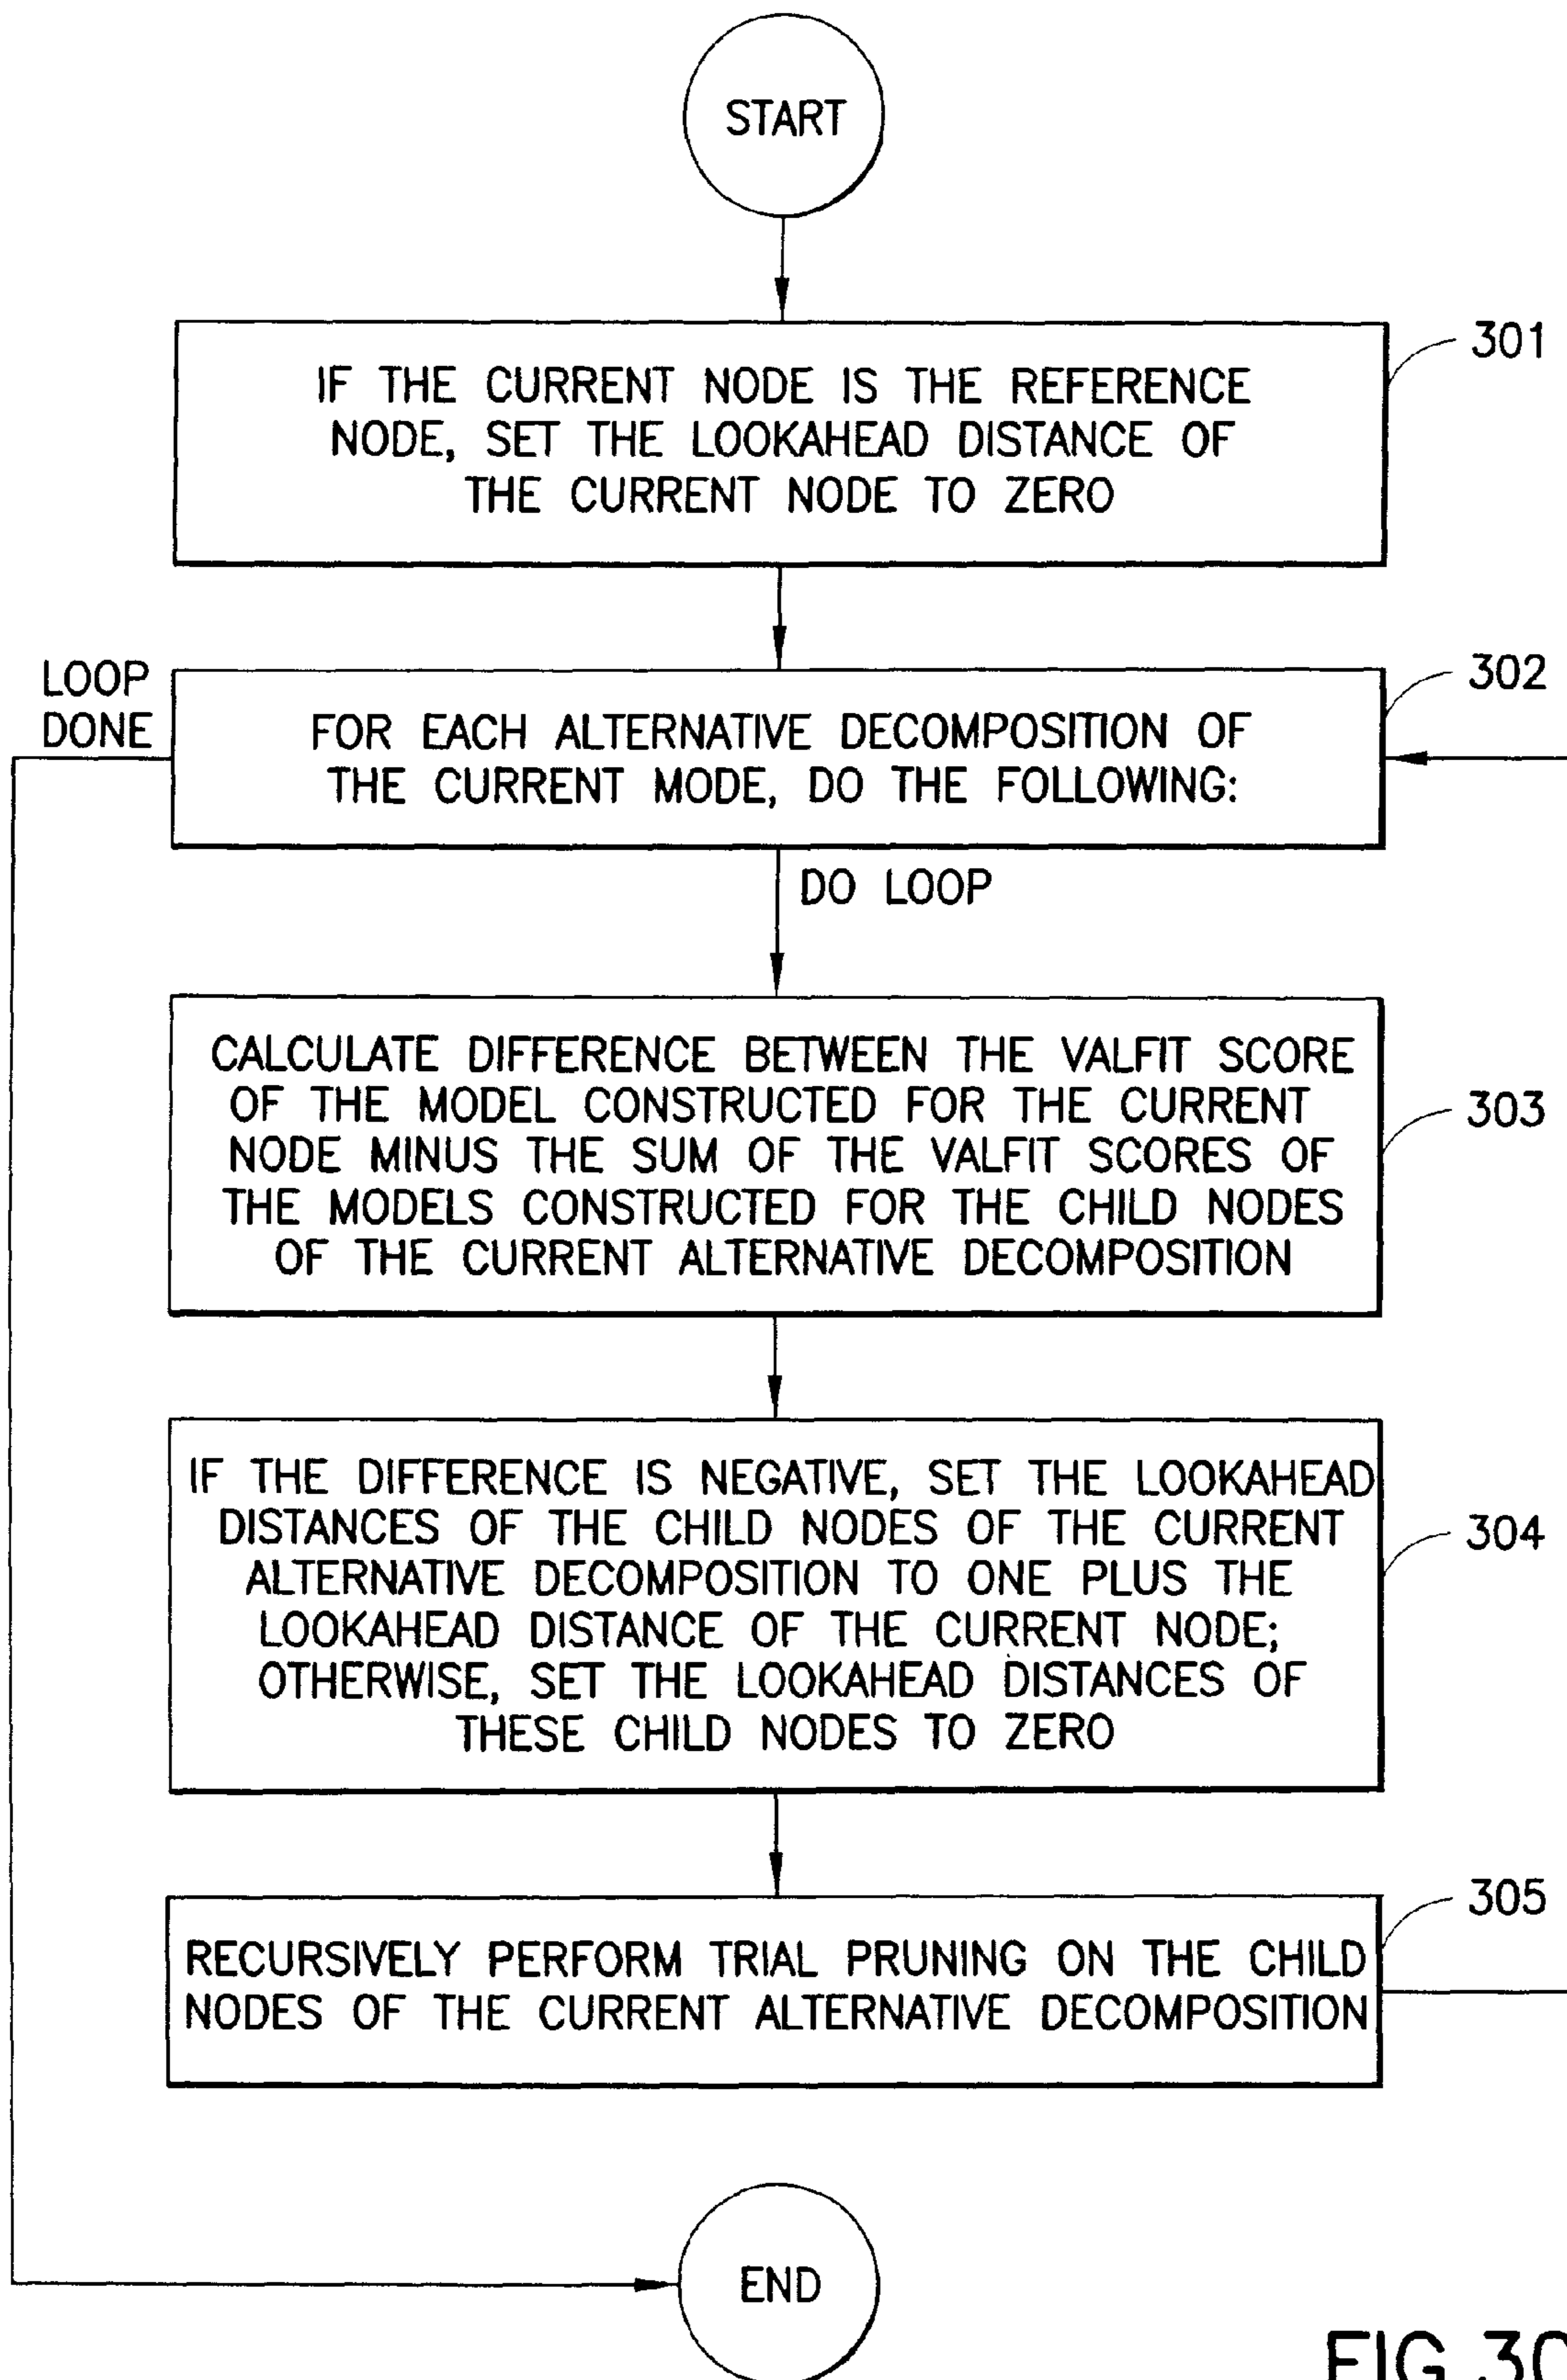 START
IF THE CURRENT NODE IS THE REFERENCE
NODE, SET THE LOOKAHEAD DISTANCE OF
THE CURRENT NODE TO ZERO
301
LOOP
DONE
FOR EACH ALTERNATIVE DECOMPOSITION OF
THE CURRENT MODE, DO THE FOLLOWING:
302
DO LOOP
CALCULATE DIFFERENCE BETWEEN THE VALFIT SCORE
OF THE MODEL CONSTRUCTED FOR THE CURRENT
NODE MINUS THE SUM OF THE VALFIT SCORES OF
THE MODELS CONSTRUCTED FOR THE CHILD NODES
OF THE CURRENT ALTERNATIVE DECOMPOSITION
303
IF THE DIFFERENCE IS NEGATIVE, SET THE LOOKAHEAD
DISTANCES OF THE CHILD NODES OF THE CURRENT
ALTERNATIVE DECOMPOSITION TO ONE PLUS THE
LOOKAHEAD DISTANCE OF THE CURRENT NODE;
OTHERWISE, SET THE LOOKAHEAD DISTANCES OF
THESE CHILD NODES TO ZERO
304
RECURSIVELY PERFORM TRIAL PRUNING ON THE CHILD
NODES OF THE CURRENT ALTERNATIVE DECOMPOSITION
305
END
FIG.30